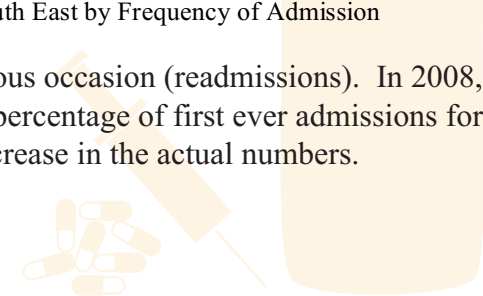 uth East by Frequency of Admission
ous occasion (readmissions). In 2008,
percentage of first ever admissions for
crease in the actual numbers.